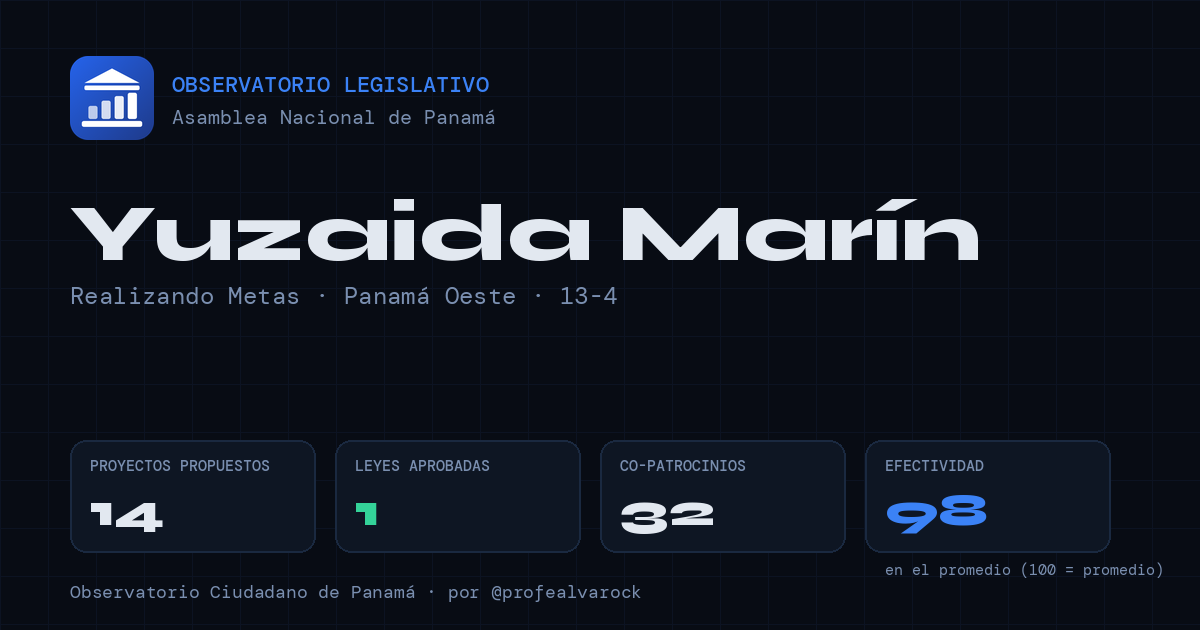 OBSERVATORIO LEGISLATIVO
Asamblea Nacional de Panamá
Yuzaida Marín
Realizando Metas · Panamá Oeste · 13-4
PROYECTOS PROPUESTOS
14
LEYES APROBADAS
1
CO-PATROCINIOS
32
EFECTIVIDAD
98
en el promedio (100 = promedio)
Observatorio Ciudadano de Panamá · por @profealvarock